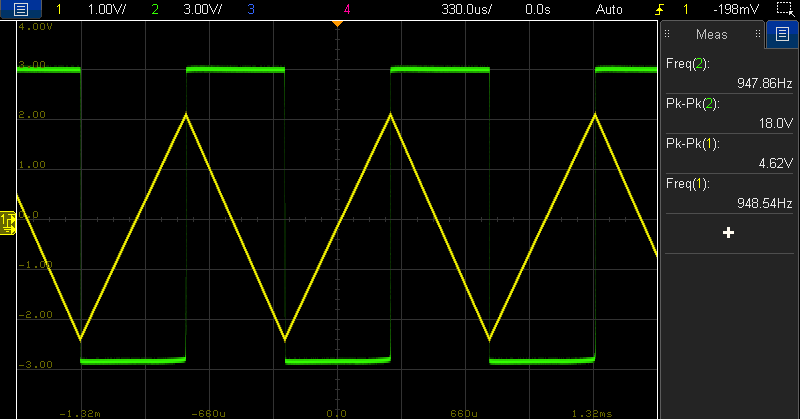 1 1.00V/ 2 3.00V/ 3 4 330.0us/ 0.0s Auto 1 -198mV
4.00V
3.00
2.00
1.00
0.0
-1.00
-2.00
-3.00
-1.32m -660u 0.0 660u 1.32ms
1
Meas
Freq(2):
947.86Hz
Pk-Pk(2):
18.0V
Pk-Pk(1):
4.62V
Freq(1):
948.54Hz